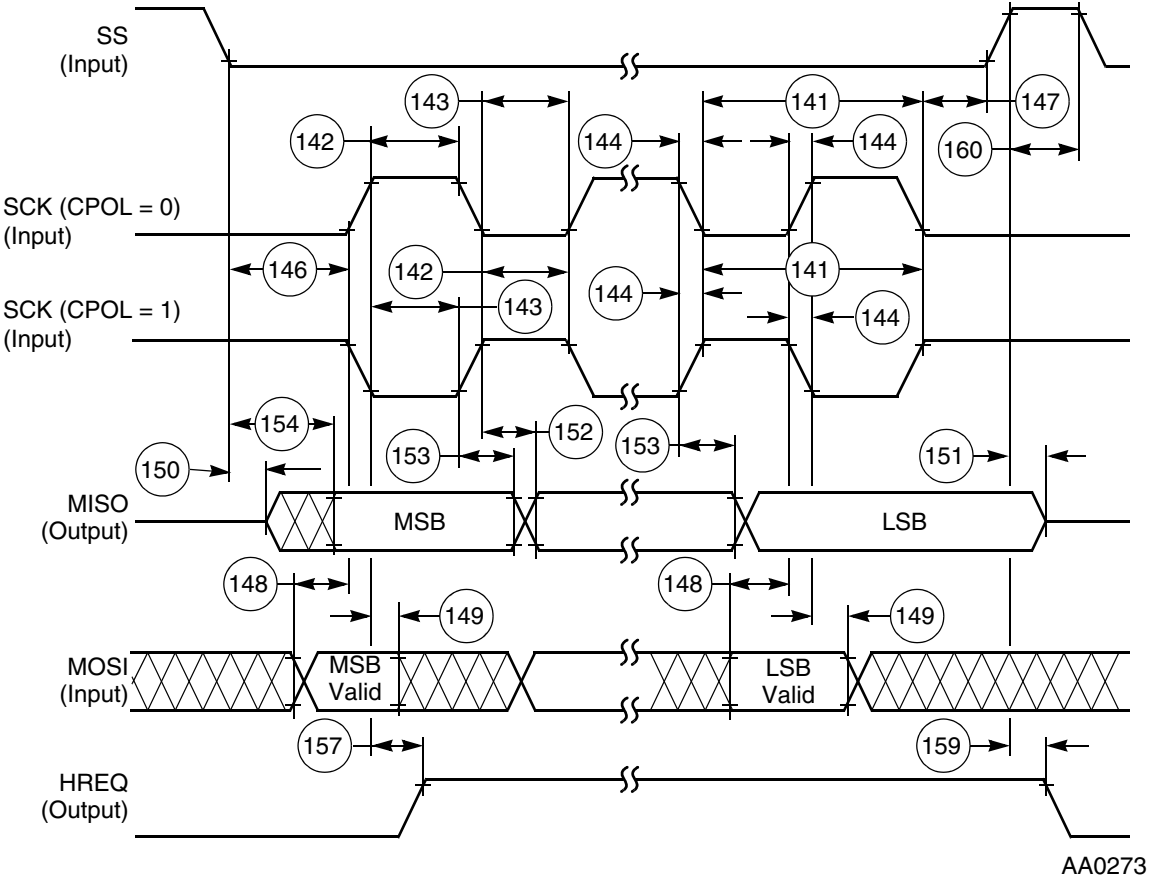 SS
(Input)
143
141
147
142
144
144
160
SCK (CPOL = 0)
(Input)
146
142
141
144
SCK (CPOL = 1)
(Input)
143
144
154
152
153
153
150
151
MISO
(Output)
MSB
LSB
148
148
149
149
MOSI
(Input)
MSB
Valid
LSB
Valid
157
159
HREQ
(Output)
AA0273